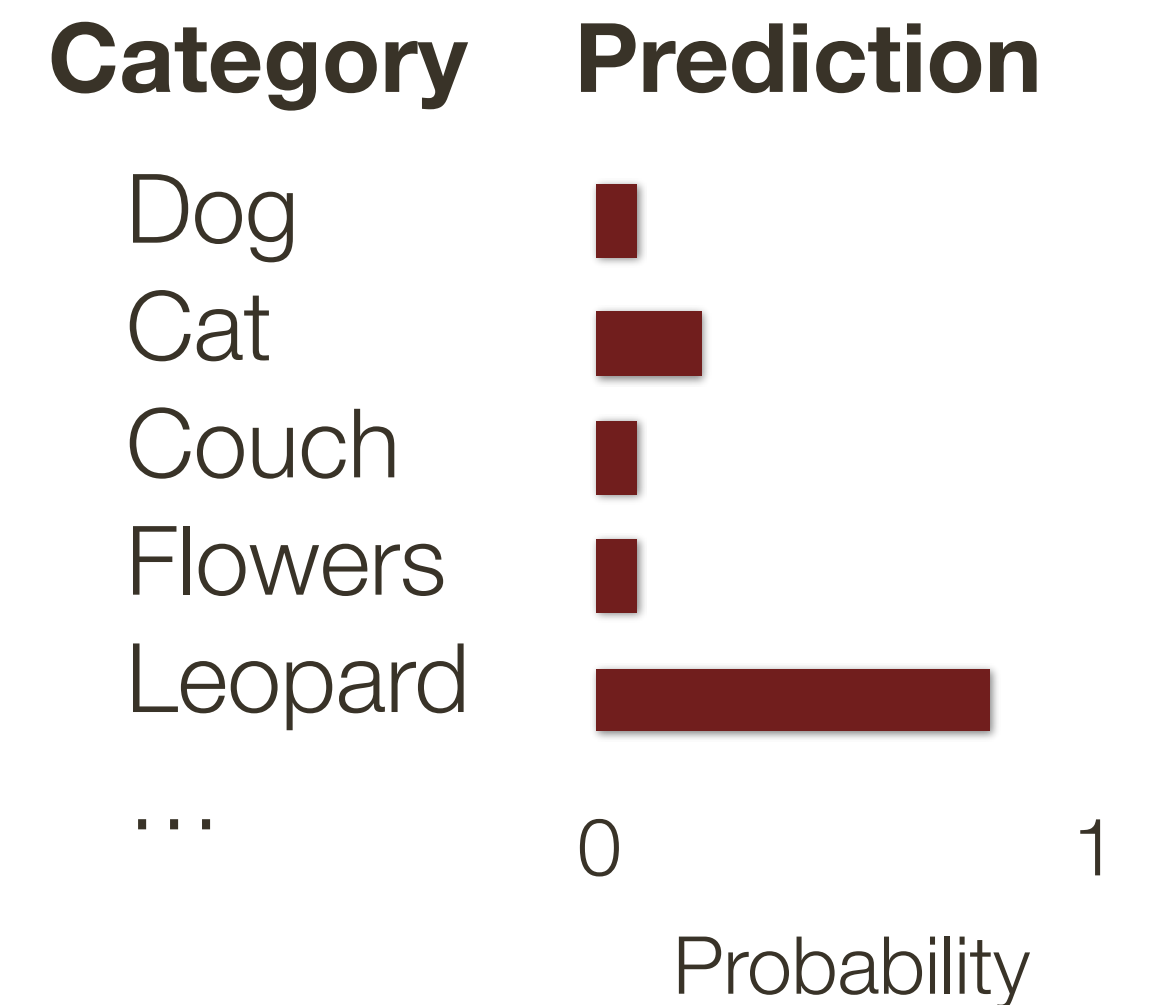 Category Prediction
Dog
Cat
Couch
Flowers
Leopard
...
0 1
Probability